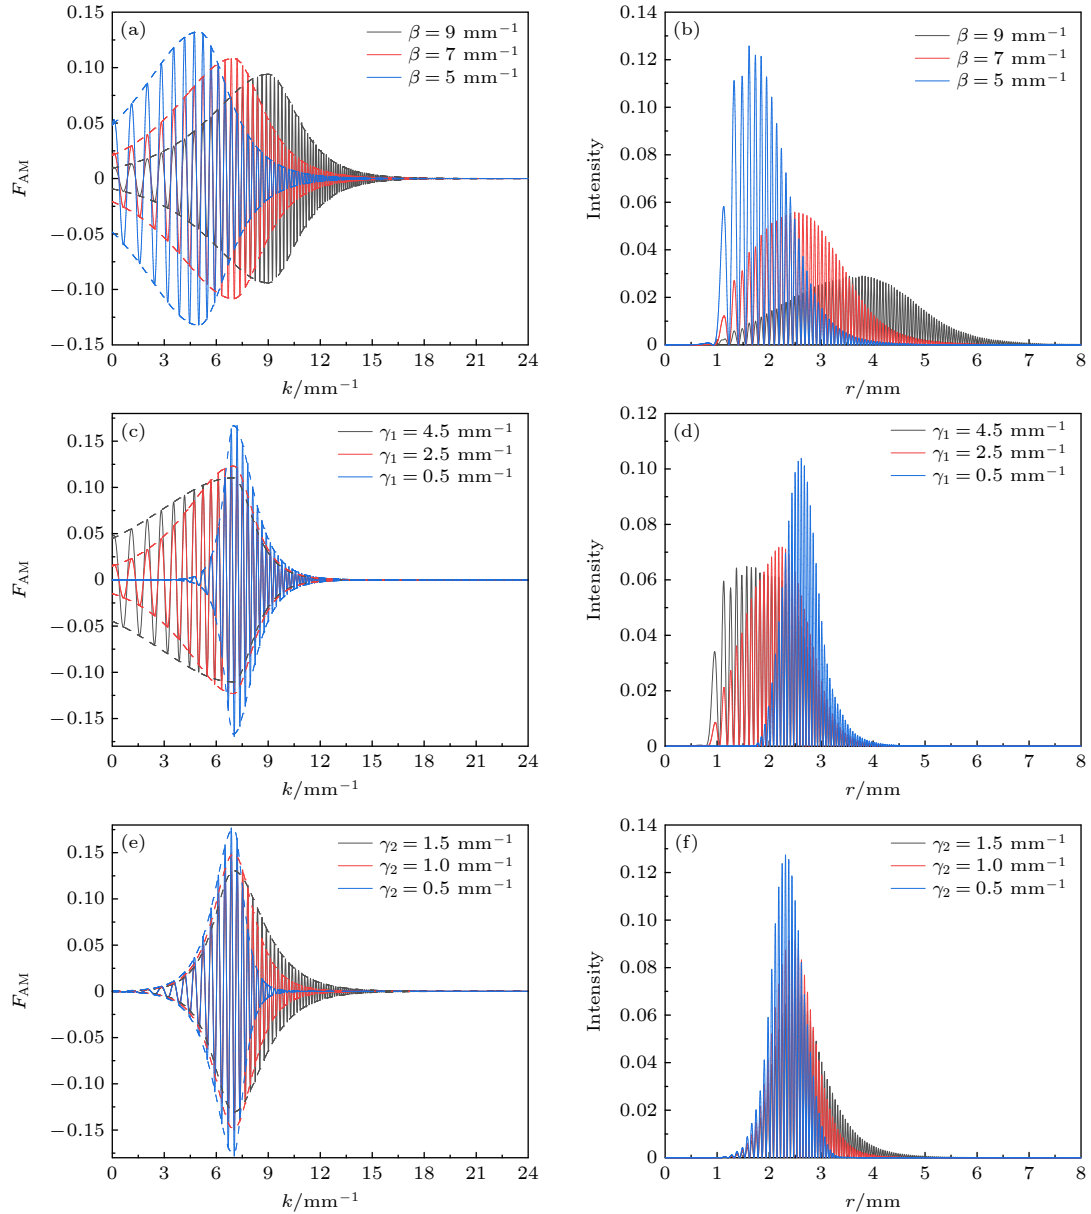 (a)
β = 9 mm⁻¹
β = 7 mm⁻¹
β = 5 mm⁻¹
0.15
0.10
0.05
0
−0.05
−0.10
−0.15
F_AM
0 3 6 9 12 15 18 21 24
k/mm⁻¹
(b)
β = 9 mm⁻¹
β = 7 mm⁻¹
β = 5 mm⁻¹
0.14
0.12
0.10
0.08
0.06
0.04
0.02
0
Intensity
0 1 2 3 4 5 6 7 8
r/mm
(c)
γ₁ = 4.5 mm⁻¹
γ₁ = 2.5 mm⁻¹
γ₁ = 0.5 mm⁻¹
0.15
0.10
0.05
0
−0.05
−0.10
−0.15
F_AM
0 3 6 9 12 15 18 21 24
k/mm⁻¹
(d)
γ₁ = 4.5 mm⁻¹
γ₁ = 2.5 mm⁻¹
γ₁ = 0.5 mm⁻¹
0.12
0.10
0.08
0.06
0.04
0.02
0
Intensity
0 1 2 3 4 5 6 7 8
r/mm
(e)
γ₂ = 1.5 mm⁻¹
γ₂ = 1.0 mm⁻¹
γ₂ = 0.5 mm⁻¹
0.15
0.10
0.05
0
−0.05
−0.10
−0.15
F_AM
0 3 6 9 12 15 18 21 24
k/mm⁻¹
(f)
γ₂ = 1.5 mm⁻¹
γ₂ = 1.0 mm⁻¹
γ₂ = 0.5 mm⁻¹
0.14
0.12
0.10
0.08
0.06
0.04
0.02
0
Intensity
0 1 2 3 4 5 6 7 8
r/mm